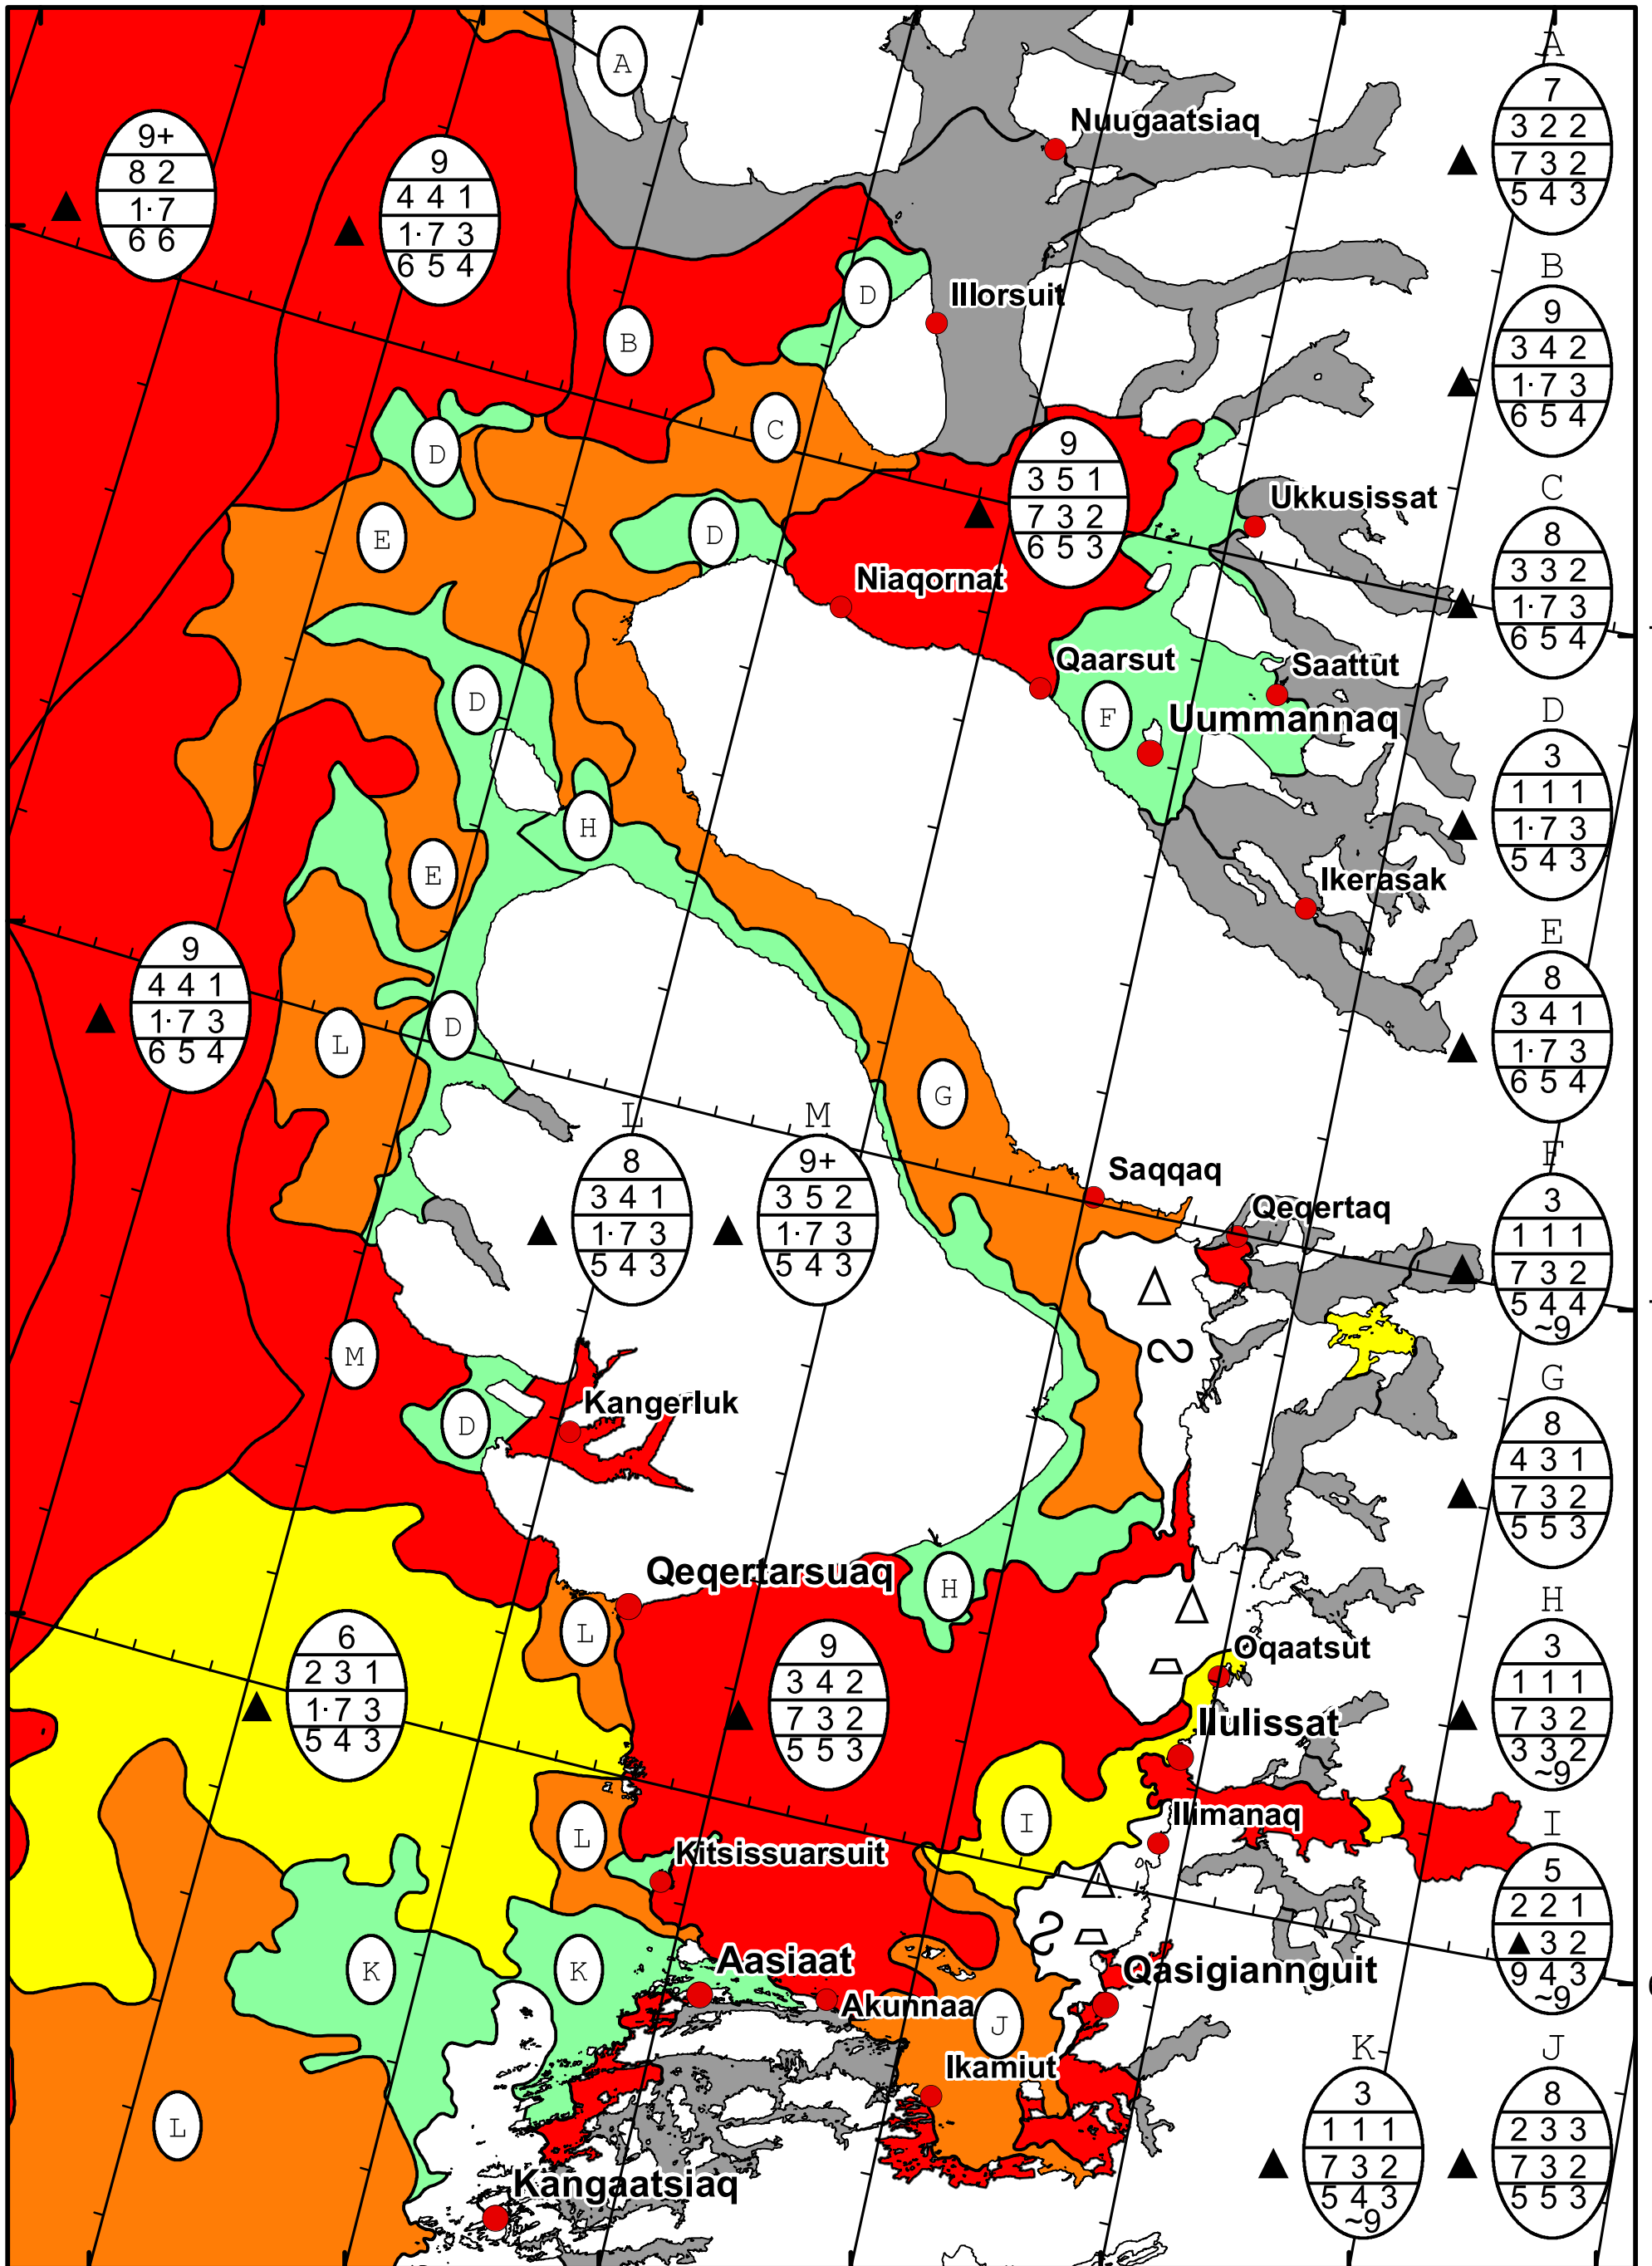 A
A
7
3 2 2
7 3 2
5 4 3
9+
8 2
1· 7
6 6
9
4 4 1
1· 7 3
6 5 4
Nuugaatsiaq
D
Illorsuit
B
B
9
3 4 2
1· 7 3
6 5 4
C
D
9
3 5 1
7 3 2
6 5 3
Ukkusissat
C
8
3 3 2
1· 7 3
6 5 4
E
D
Niaqornat
Qaarsut
Saattut
D
F
Uummannaq
D
3
1 1 1
1· 7 3
5 4 3
H
E
Ikerasak
E
8
3 4 1
1· 7 3
6 5 4
9
4 4 1
1· 7 3
6 5 4
L
D
G
L
8
3 4 1
1· 7 3
5 4 3
M
9+
3 5 2
1· 7 3
5 4 3
Saqqaq
Qeqertaq
F
3
1 1 1
7 3 2
5 4 4
~9
M
D
Kangerluk
G
8
4 3 1
7 3 2
5 5 3
Qeqertarsuaq
H
L
6
2 3 1
1· 7 3
5 4 3
9
3 4 2
7 3 2
5 5 3
Oqaatsut
H
3
1 1 1
7 3 2
3 3 2
~9
Ilulissat
L
I
Ilimanaq
I
5
2 2 1
▲ 3 2
9 4 3
~9
Kitsissuarsuit
K
K
Aasiaat
Qasigiannguit
Akunnaa
J
Ikamiut
L
K
3
1 1 1
7 3 2
5 4 3
~9
J
8
2 3 3
7 3 2
5 5 3
Kangaatsiaq